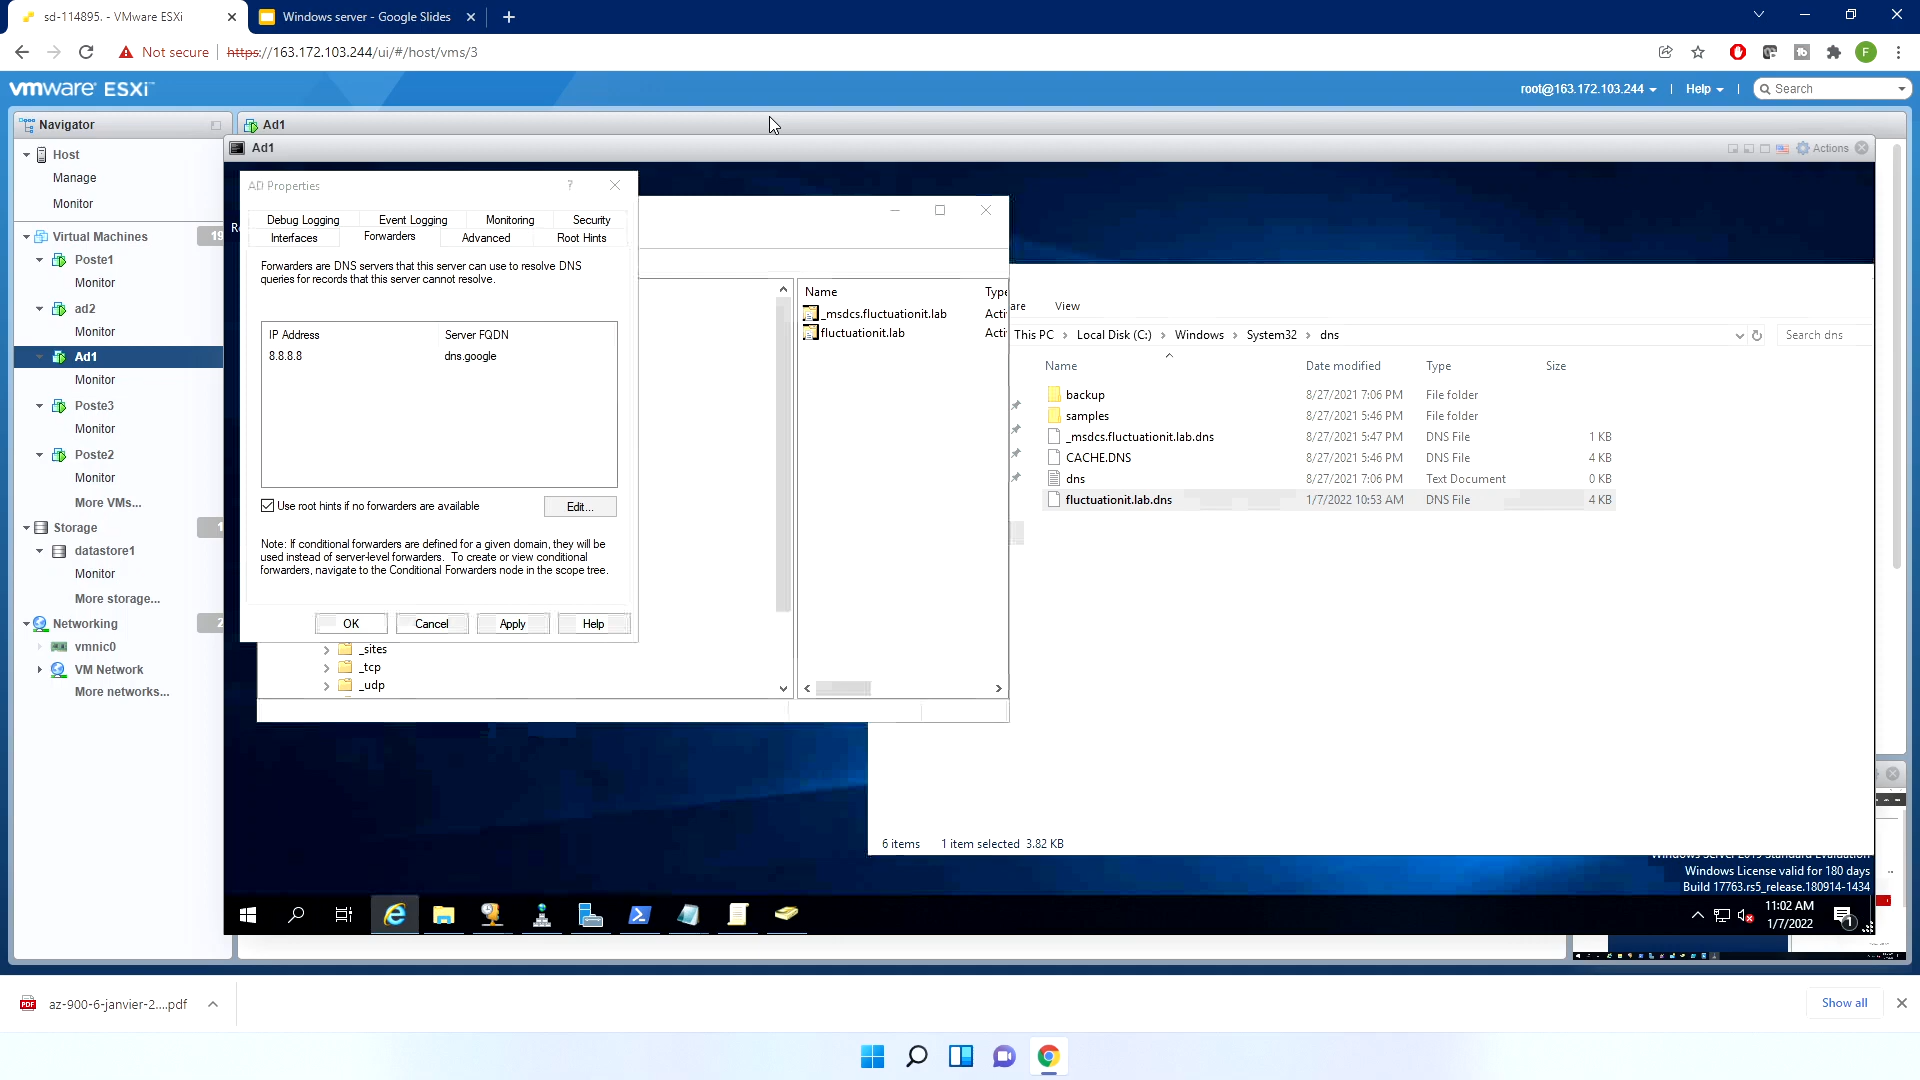 sd-114895. - VMware ESXi
Windows server - Google Slides
Not secure
https://163.172.103.244/ui/#/host/vms/3
F
vmware ESXi
root@163.172.103.244
Help
Search
Navigator
Ad1
Host
Manage
Monitor
Virtual Machines
19
Poste1
Monitor
ad2
Monitor
Ad1
Monitor
Poste3
Monitor
Poste2
Monitor
More VMs...
Storage
1
datastore1
Monitor
More storage...
Networking
2
vmnic0
VM Network
More networks...
Ad1
Actions
AD Properties
?
Debug Logging
Event Logging
Monitoring
Security
Interfaces
Forwarders
Advanced
Root Hints
Forwarders are DNS servers that this server can use to resolve DNS
queries for records that this server cannot resolve.
IP Address
Server FQDN
8.8.8.8
dns.google
Use root hints if no forwarders are available
Edit...
Note: If conditional forwarders are defined for a given domain, they will be
used instead of server-level forwarders. To create or view conditional
forwarders, navigate to the Conditional Forwarders node in the scope tree.
OK
Cancel
Apply
Help
_sites
_tcp
_udp
Name
Type
_msdcs.fluctuationit.lab
Acti
fluctuationit.lab
Acti
are
View
This PC
Local Disk (C:)
Windows
System32
dns
Search dns
Name
Date modified
Type
Size
backup
8/27/2021 7:06 PM
File folder
samples
8/27/2021 5:46 PM
File folder
_msdcs.fluctuationit.lab.dns
8/27/2021 5:47 PM
DNS File
1 KB
CACHE.DNS
8/27/2021 5:46 PM
DNS File
4 KB
dns
8/27/2021 7:06 PM
Text Document
0 KB
fluctuationit.lab.dns
1/7/2022 10:53 AM
DNS File
4 KB
6 items
1 item selected 3.82 KB
Windows Server 2019 Standard Evaluation
Windows License valid for 180 days
Build 17763.rs5_release.180914-1434
11:02 AM
1/7/2022
1
PDF
az-900-6-janvier-2....pdf
Show all